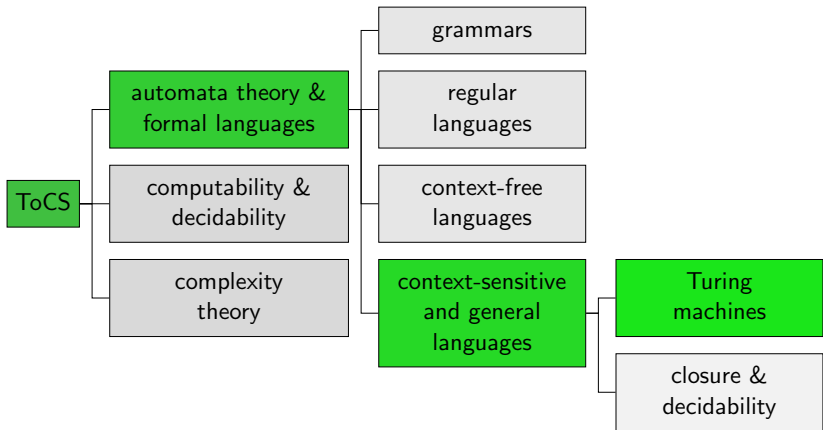 ToCS
automata theory &
formal languages
computability &
decidability
complexity
theory
grammars
regular
languages
context-free
languages
context-sensitive
and general
languages
Turing
machines
closure &
decidability